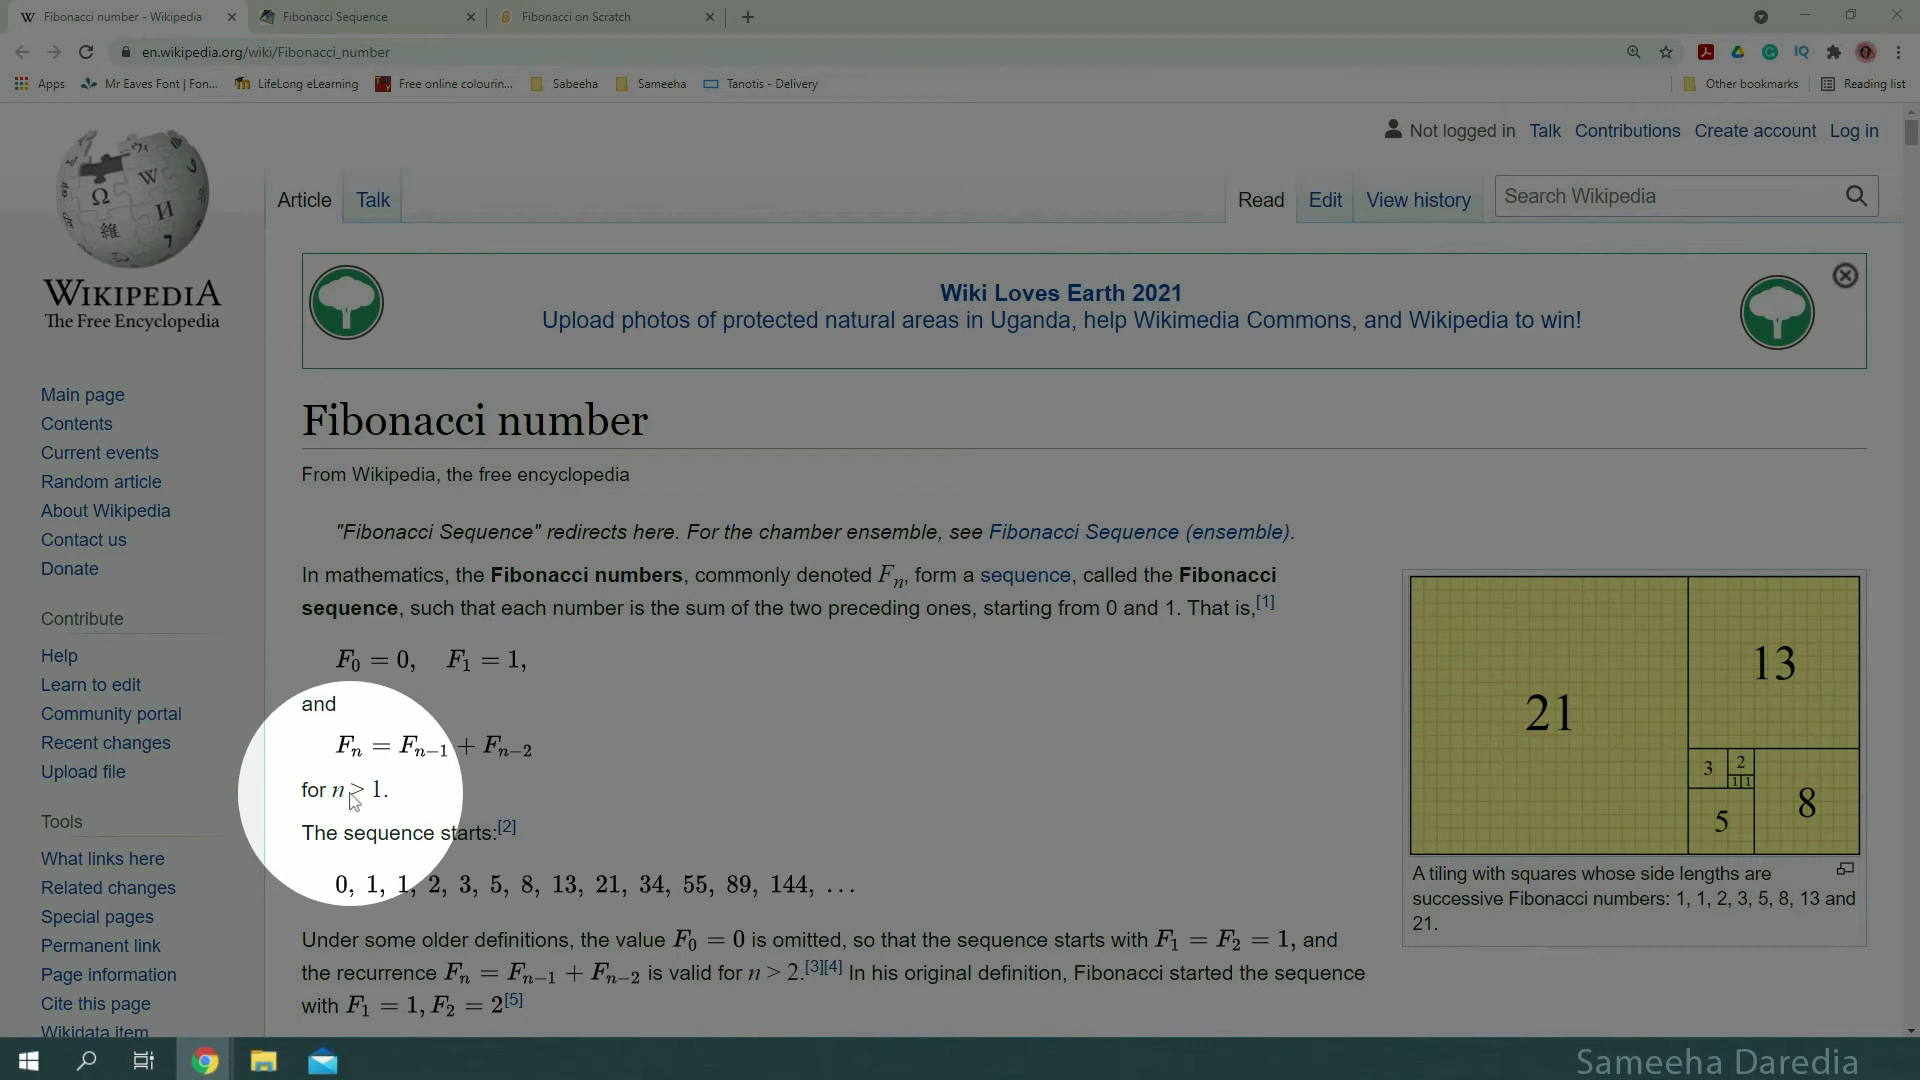 Fibonacci number - Wikipedia
Fibonacci Sequence
Fibonacci on Scratch
en.wikipedia.org/wiki/Fibonacci_number
Apps
Mr Eaves Font | Fon...
LifeLong eLearning
Free online colourin...
Sabeeha
Sameeha
Tanotis - Delivery
Other bookmarks
Reading list
Not logged in Talk Contributions Create account Log in
Article Talk
Read Edit View history
Search Wikipedia
WIKIPEDIA
The Free Encyclopedia
Wiki Loves Earth 2021
Upload photos of protected natural areas in Uganda, help Wikimedia Commons, and Wikipedia to win!
Main page
Contents
Current events
Random article
About Wikipedia
Contact us
Donate
Contribute
Help
Learn to edit
Community portal
Recent changes
Upload file
Tools
What links here
Related changes
Special pages
Permanent link
Page information
Cite this page
Wikidata item
Fibonacci number
From Wikipedia, the free encyclopedia
"Fibonacci Sequence" redirects here. For the chamber ensemble, see Fibonacci Sequence (ensemble).
In mathematics, the Fibonacci numbers, commonly denoted Fn, form a sequence, called the Fibonacci
sequence, such that each number is the sum of the two preceding ones, starting from 0 and 1. That is,[1]
F0 = 0, F1 = 1,
and
Fn = Fn−1 + Fn−2
for n > 1.
The sequence starts:[2]
0, 1, 1, 2, 3, 5, 8, 13, 21, 34, 55, 89, 144, ...
Under some older definitions, the value F0 = 0 is omitted, so that the sequence starts with F1 = F2 = 1, and
the recurrence Fn = Fn−1 + Fn−2 is valid for n > 2.[3][4] In his original definition, Fibonacci started the sequence
with F1 = 1, F2 = 2[5]
21
13
3
2
1 1
5
8
A tiling with squares whose side lengths are
successive Fibonacci numbers: 1, 1, 2, 3, 5, 8, 13 and
21.
Sameeha Daredia